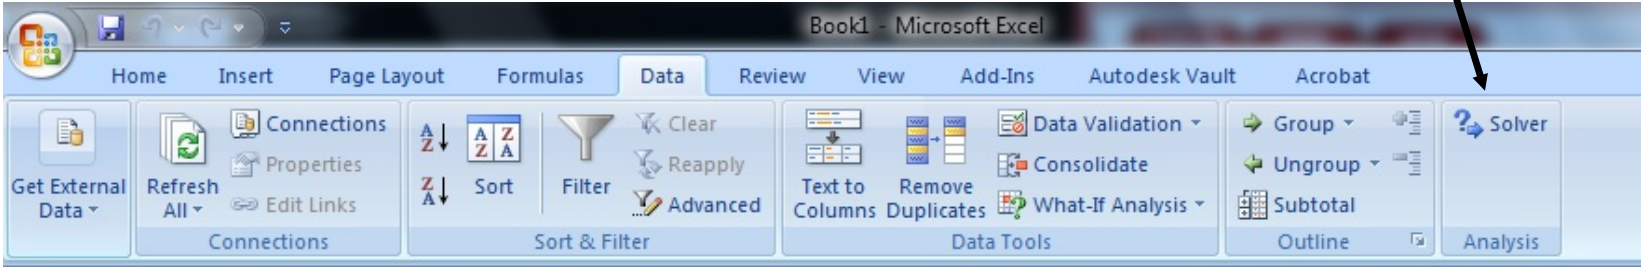 Book1 - Microsoft Excel
Home Insert Page Layout Formulas Data Review View Add-Ins Autodesk Vault Acrobat
Get External
Data
Refresh
All
Connections
Properties
Edit Links
Connections
A
Z
Z
A
A Z
Z A
Sort
Filter
Clear
Reapply
Advanced
Sort & Filter
Text to
Columns
Remove
Duplicates
Data Validation
Consolidate
What-If Analysis
Data Tools
Group
Ungroup
Subtotal
Outline
Solver
Analysis